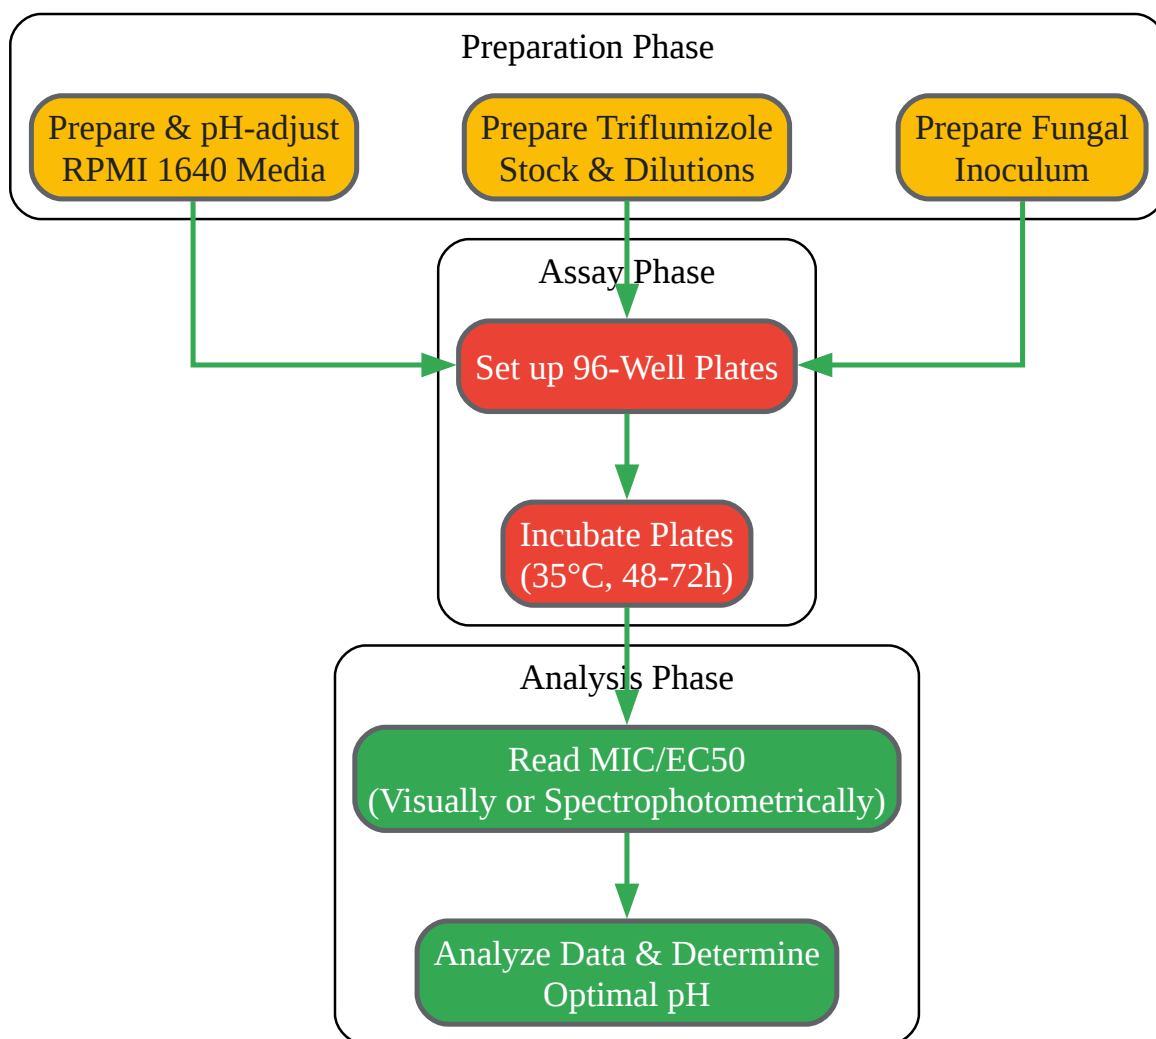 Preparation Phase
Prepare & pH-adjust
RPMI 1640 Media
Prepare Triflumizole
Stock & Dilutions
Prepare Fungal
Inoculum
Assay Phase
Set up 96-Well Plates
Incubate Plates
(35°C, 48-72h)
Analysis Phase
Read MIC/EC50
(Visually or Spectrophotometrically)
Analyze Data & Determine
Optimal pH